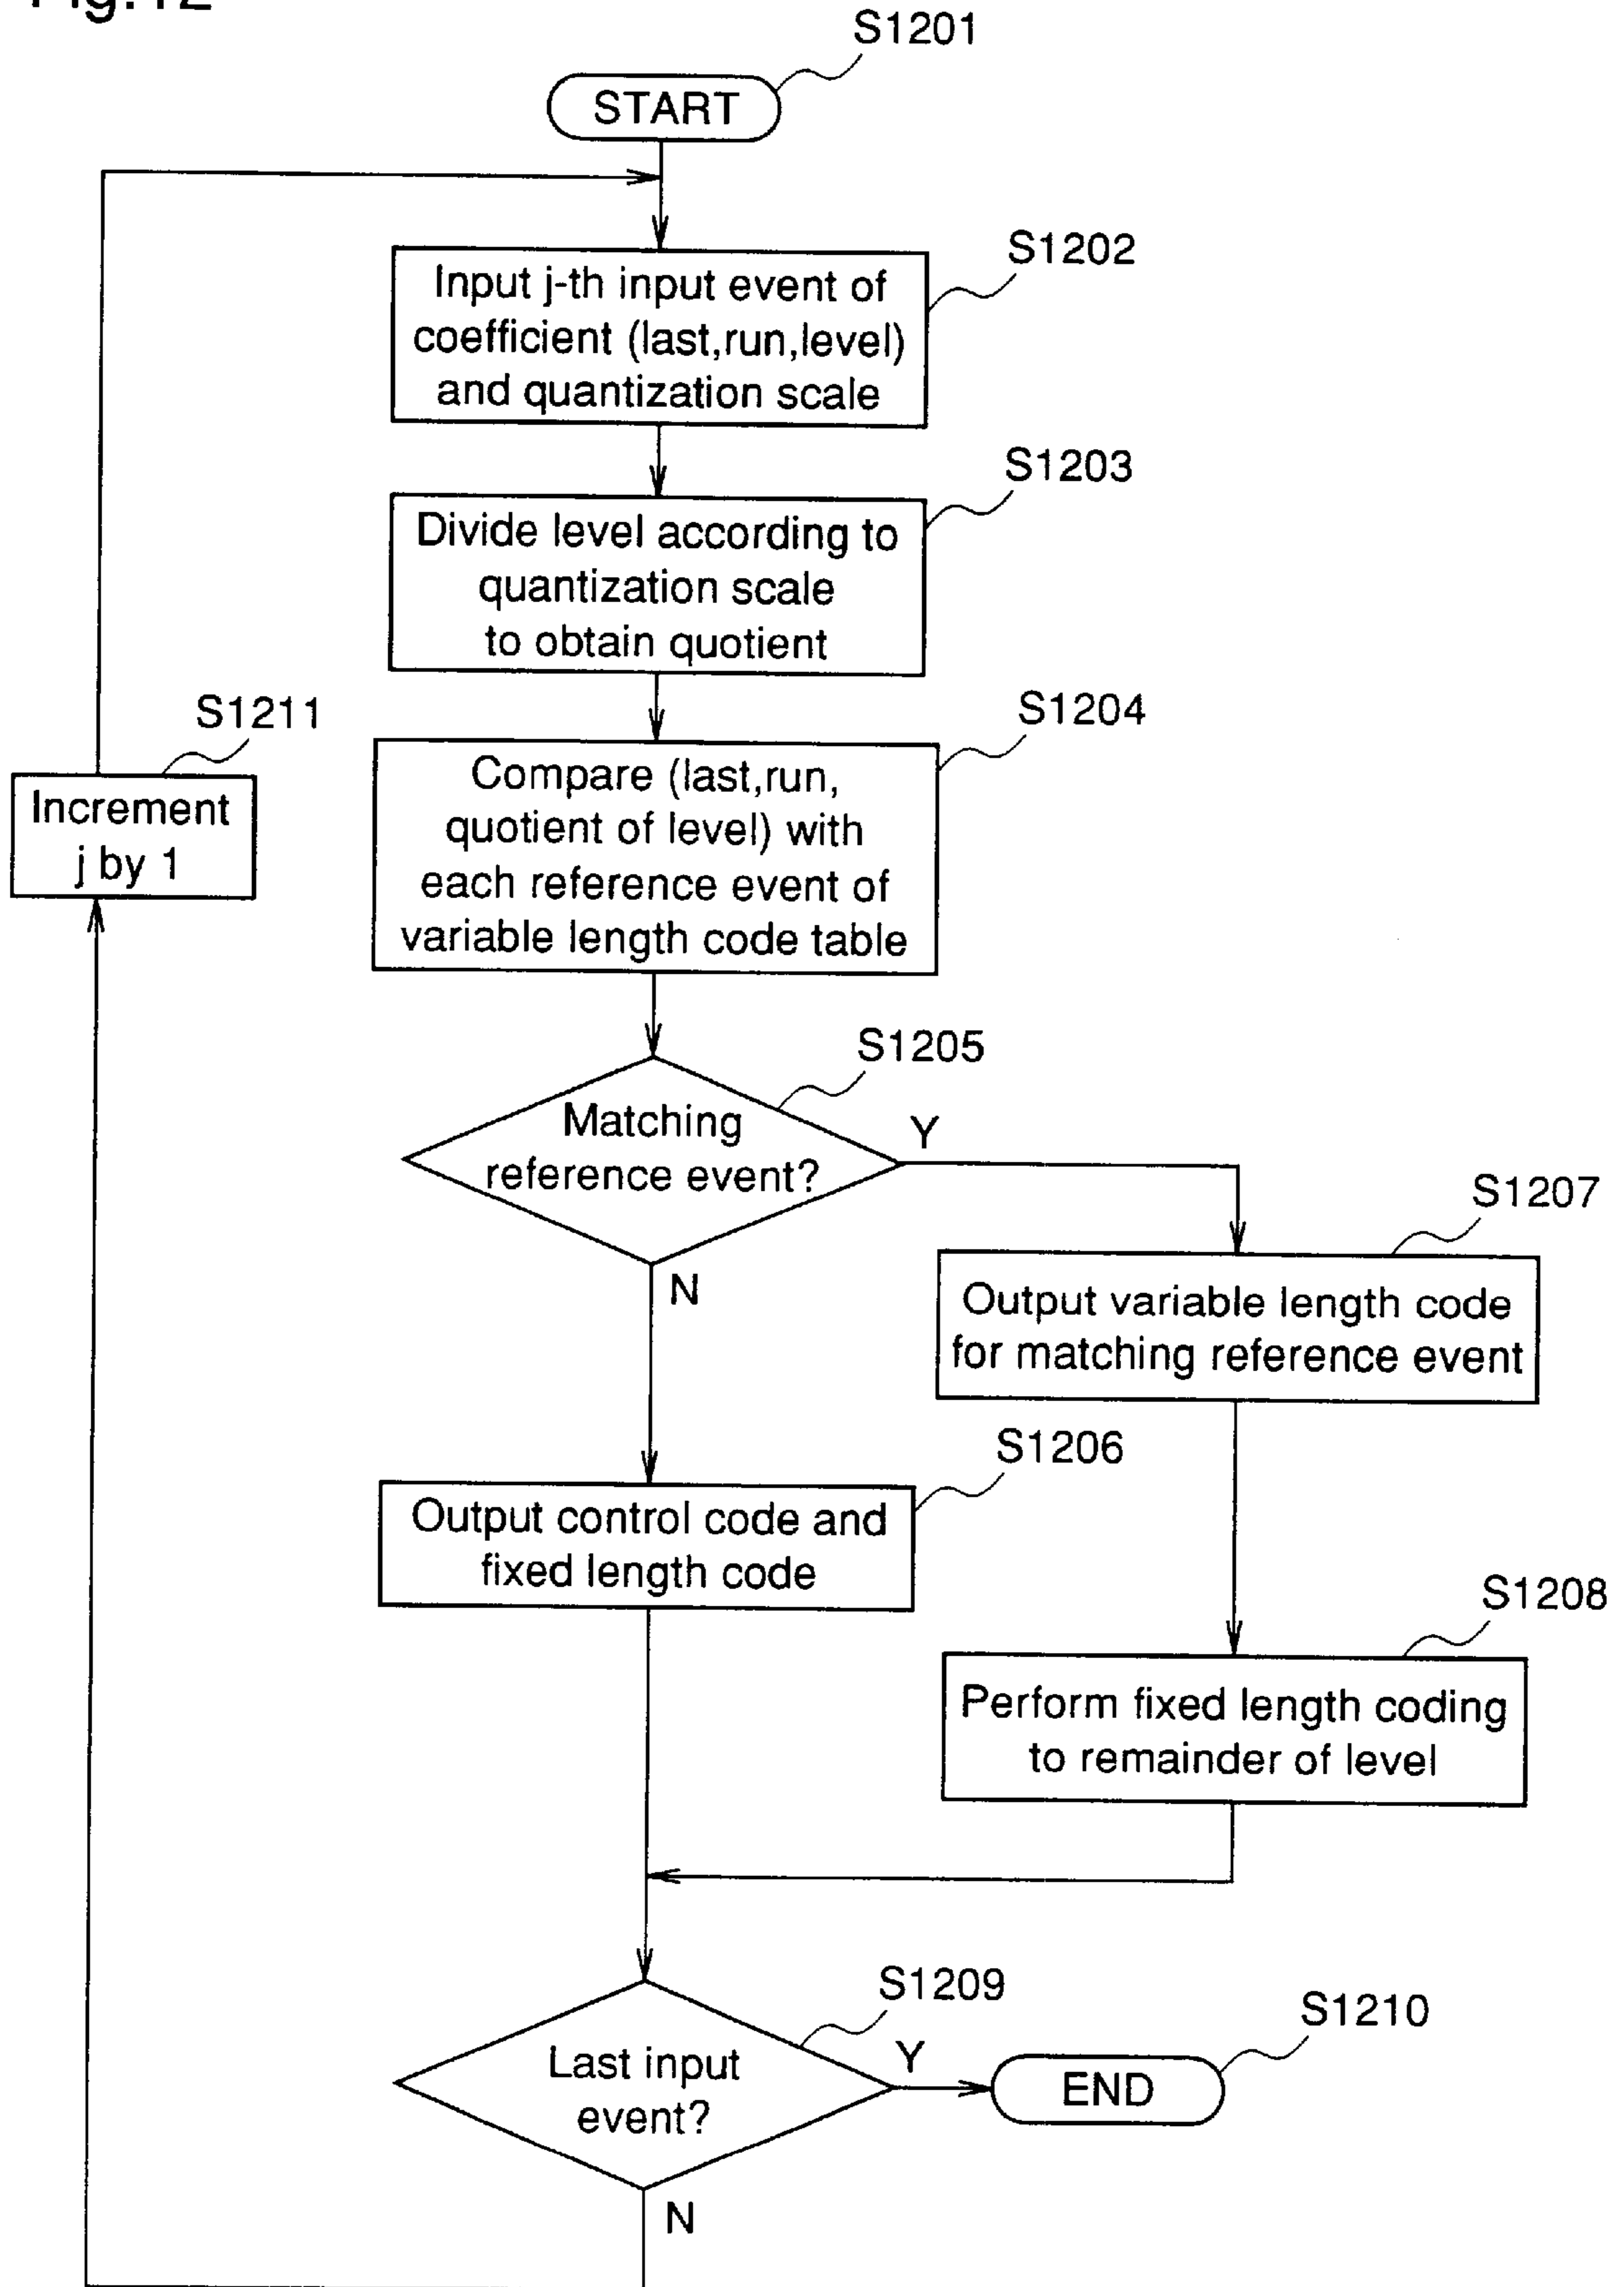 Fig.12
S1201
START
S1202
Input j-th input event of
coefficient (last,run,level)
and quantization scale
S1203
Divide level according to
quantization scale
to obtain quotient
S1211
Increment
j by 1
S1204
Compare (last,run,
quotient of level) with
each reference event of
variable length code table
S1205
Matching
reference event?
Y
N
S1207
Output variable length code
for matching reference event
S1206
Output control code and
fixed length code
S1208
Perform fixed length coding
to remainder of level
S1209
Last input
event?
Y
S1210
END
N